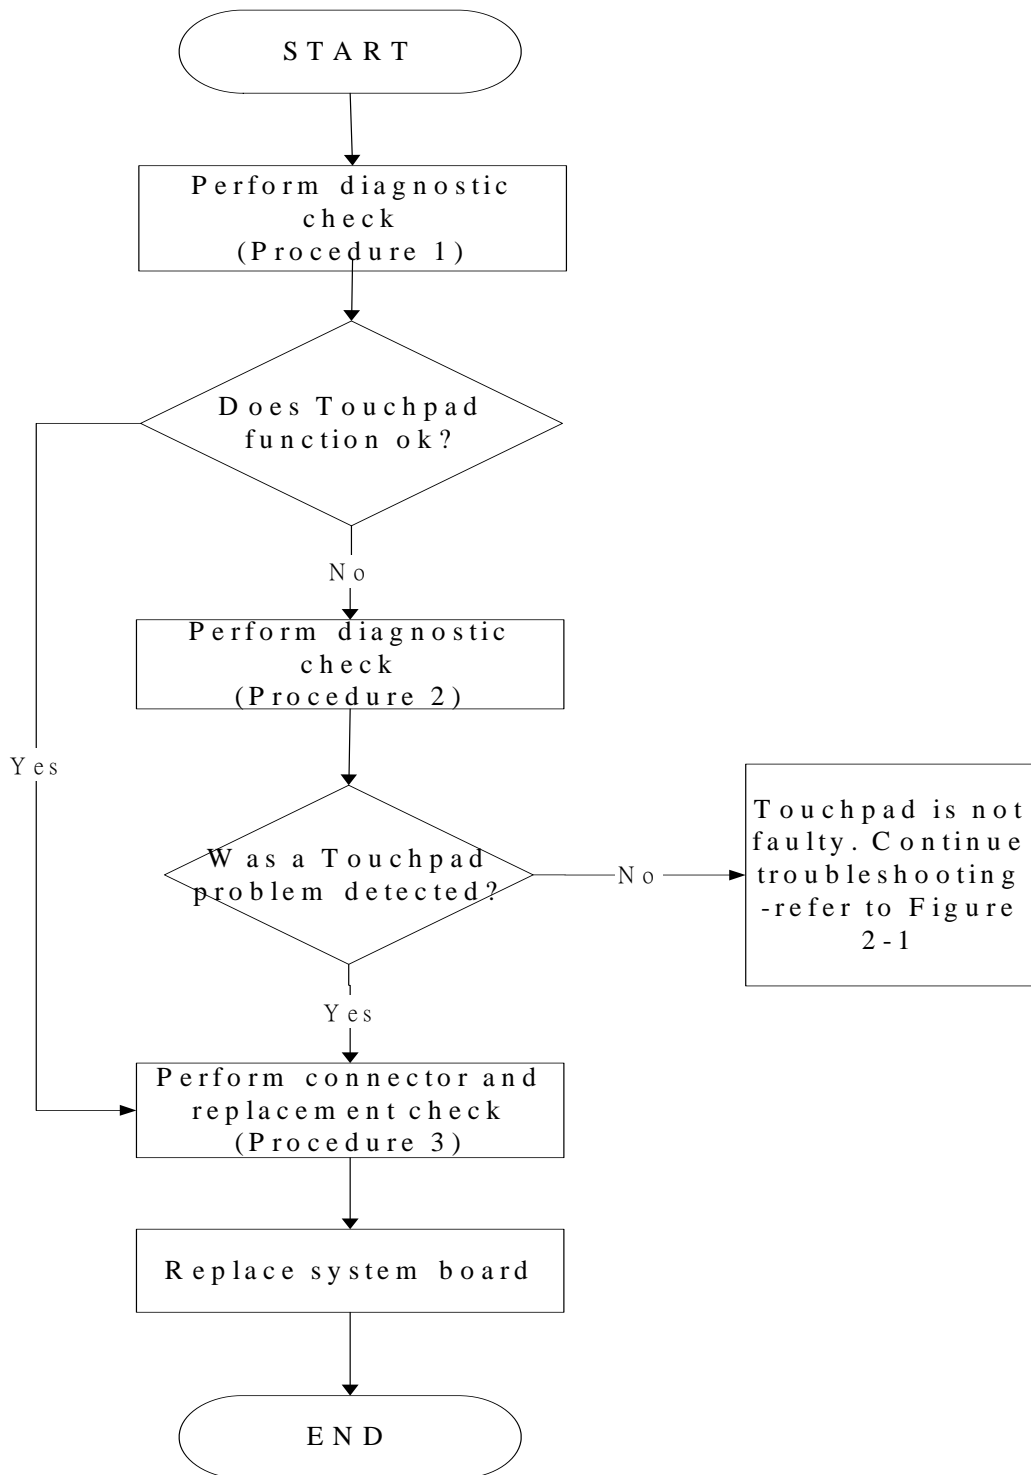 START
Perform diagnostic
check
(Procedure 1)
Does Touchpad
function ok?
No
Perform diagnostic
check
(Procedure 2)
Yes
Was a Touchpad
problem detected?
No
Touchpad is not
faulty. Continue
troubleshooting
-refer to Figure
2-1
Yes
Perform connector and
replacement check
(Procedure 3)
Replace system board
END